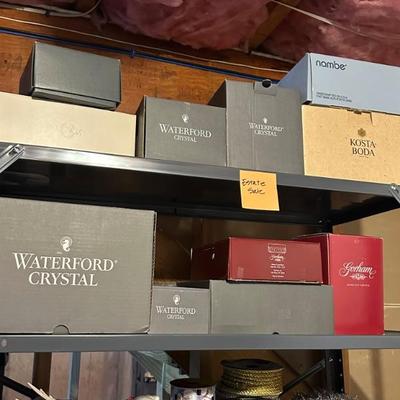 nambe®
WATERFORD
CRYSTAL
WATERFORD
CRYSTAL
KOSTA
BODA
Estate
Sale
WATERFORD®
CRYSTAL
WATERFORD
CRYSTAL
Gorham